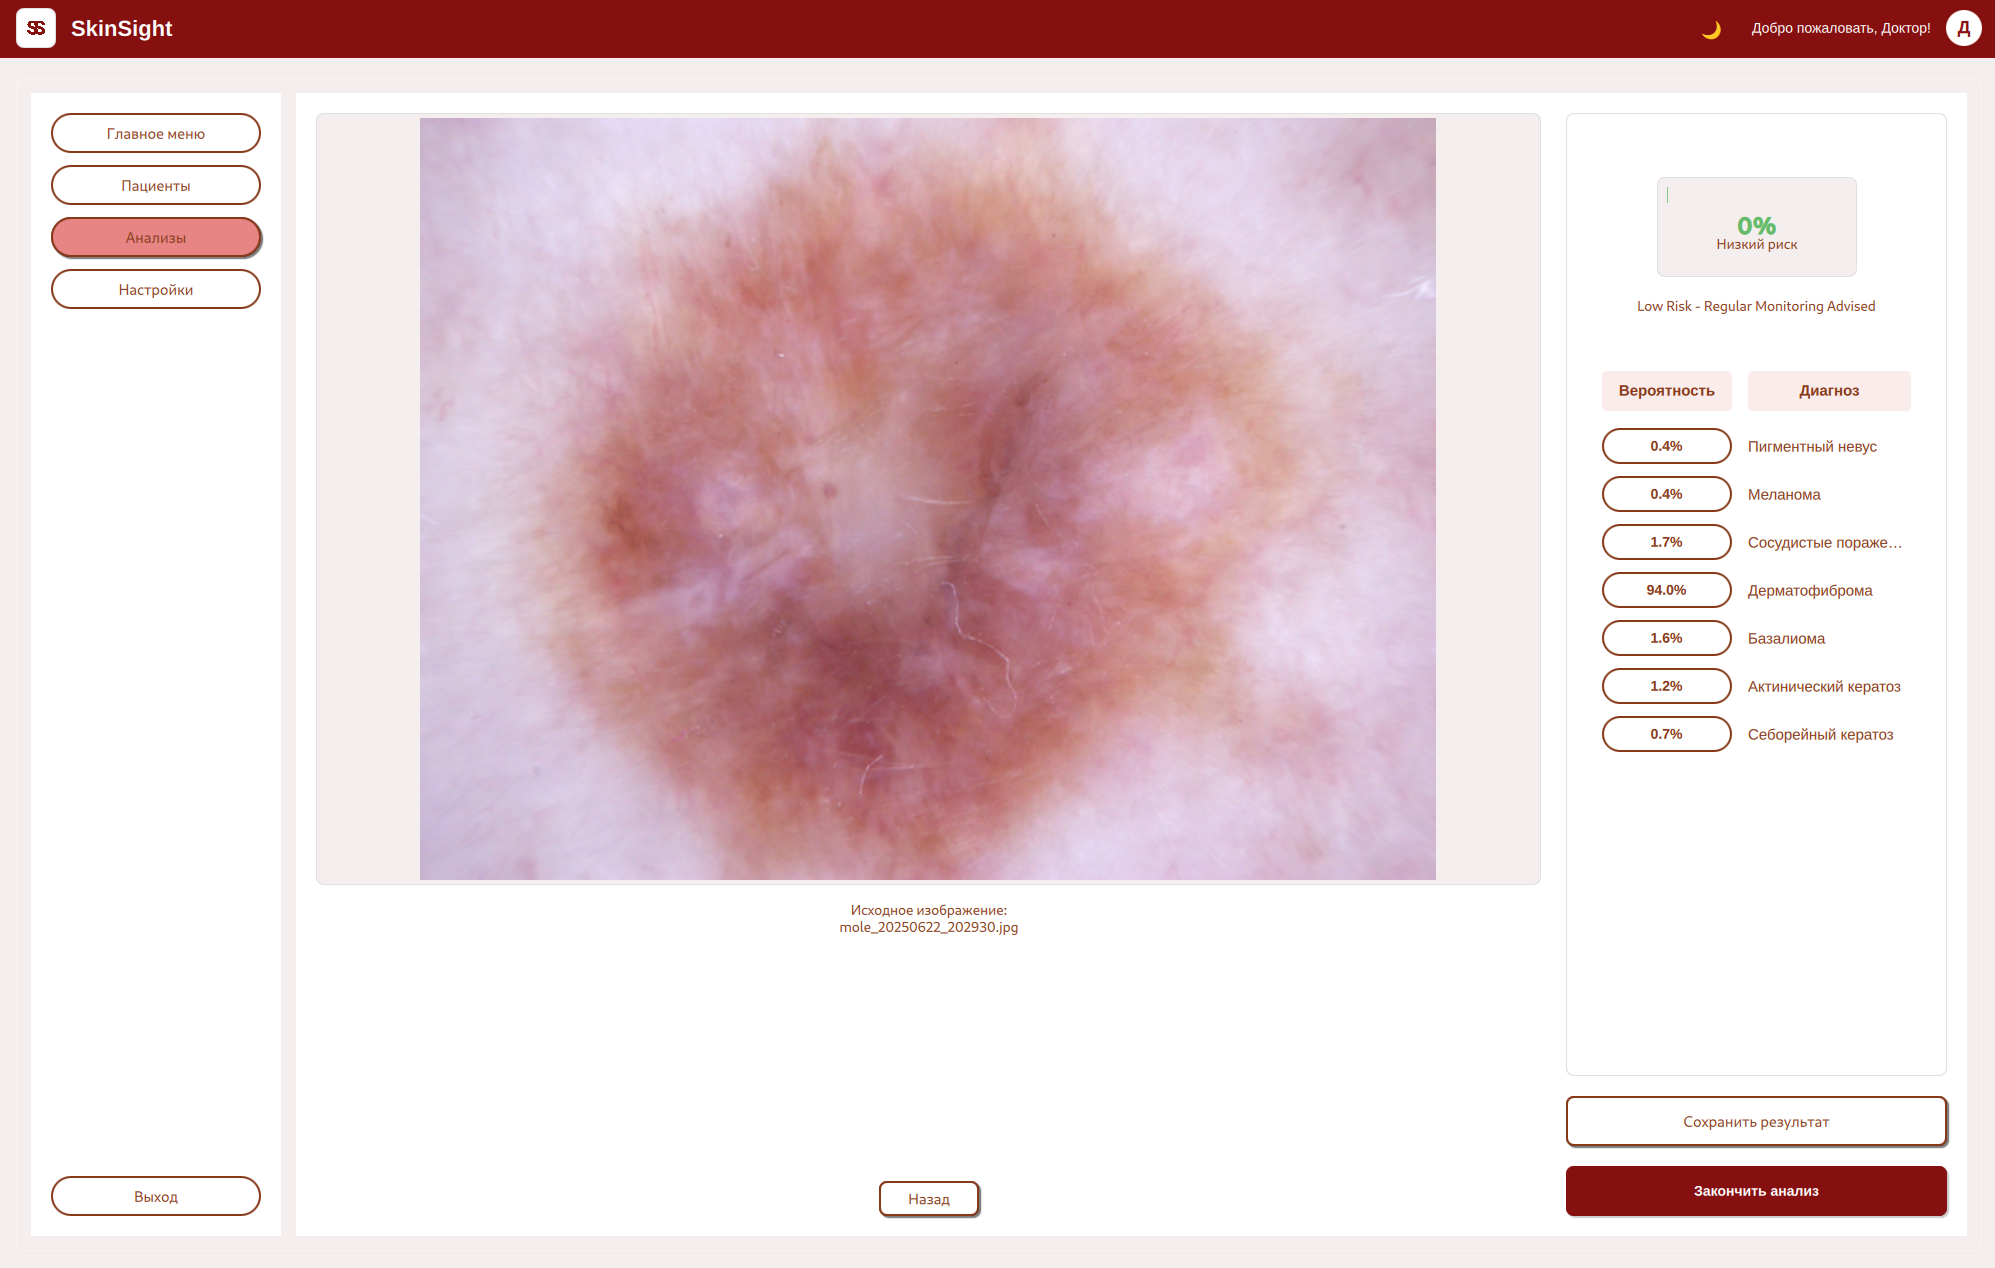 SS SkinSight
Добро пожаловать, Доктор!
Д
Главное меню
Пациенты
Анализы
Настройки
Выход
Исходное изображение:
mole_20250622_202930.jpg
Назад
0%
Низкий риск
Low Risk - Regular Monitoring Advised
Вероятность Диагноз
0.4% Пигментный невус
0.4% Меланома
1.7% Сосудистые пораже…
94.0% Дерматофиброма
1.6% Базалиома
1.2% Актинический кератоз
0.7% Себорейный кератоз
Сохранить результат
Закончить анализ